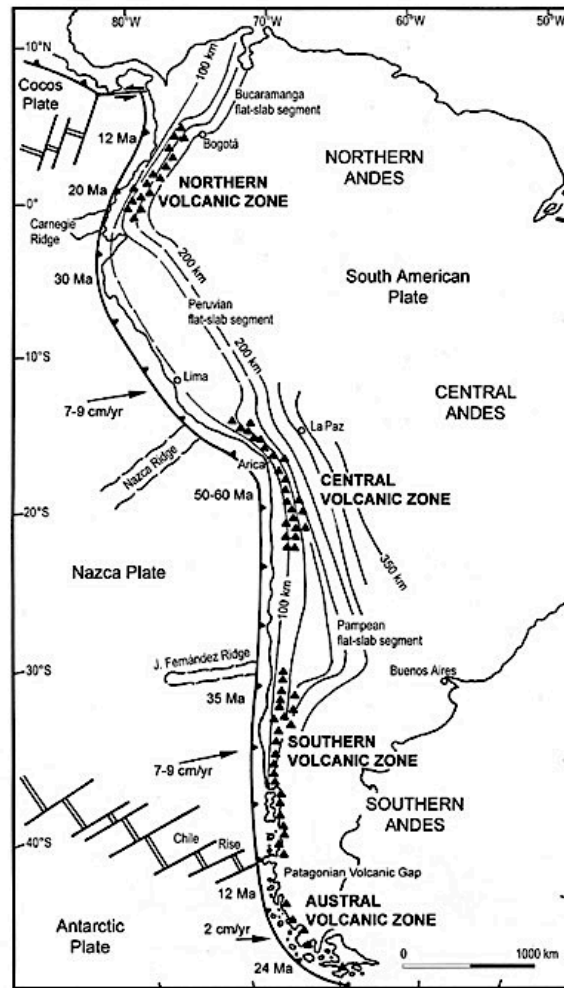 80°W
70°W
60°W
50°W
10°N
Cocos
Plate
100 km
Bucaramanga
flat-slab segment
12 Ma
Bogotá
NORTHERN
ANDES
NORTHERN
VOLCANIC ZONE
20 Ma
0°
Carnegie
Ridge
200 km
30 Ma
South American
Plate
Peruvian
flat-slab segment
200 km
10°S
Lima
7-9 cm/yr
CENTRAL
ANDES
La Paz
Nazca Ridge
Arica
CENTRAL
VOLCANIC ZONE
50-60 Ma
20°S
350 km
Nazca Plate
100 km
Pampean
flat-slab segment
J. Fernández Ridge
30°S
Buenos Aires
35 Ma
SOUTHERN
VOLCANIC ZONE
7-9 cm/yr
SOUTHERN
ANDES
Chile
Rise
40°S
Patagonian Volcanic Gap
12 Ma
AUSTRAL
VOLCANIC ZONE
Antarctic
Plate
2 cm/yr
24 Ma
0
1000 km